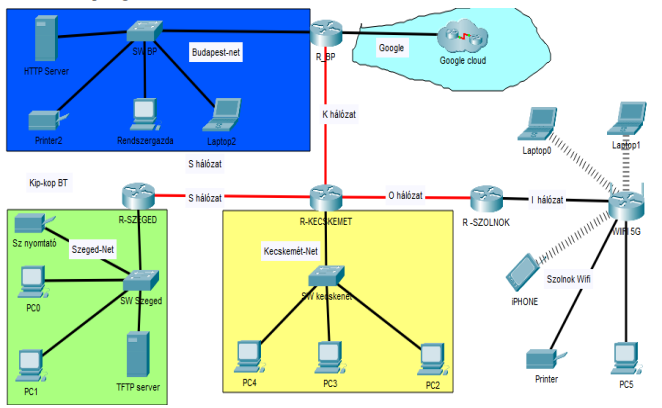 HTTP Server
SW BP
Budapest-net
R_BP
Google
Google cloud
Printer2
Rendszergazda
Laptop2
K hálózat
Laptop0
Laptop1
S hálózat
Kip-kop BT
R-SZEGED
S hálózat
R-KECSKEMET
O hálózat
R -SZOLNOK
I hálózat
WIFI 5G
Sz nyomtató
Szeged-Net
Kecskemét-Net
SW Szeged
SW kecskenet
iPHONE
Szolnok Wifi
PC0
PC1
TFTP server
PC4
PC3
PC2
Printer
PC5